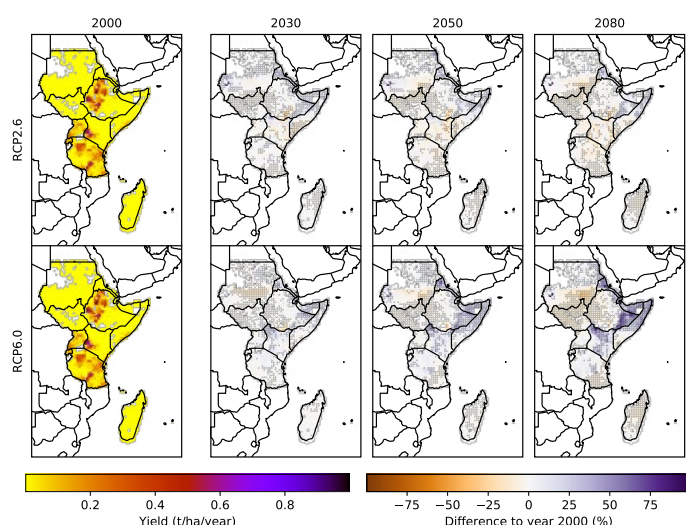 2000 2030 2050 2080
RCP2.6
RCP6.0
0.2 0.4 0.6 0.8
Yield (t/ha/year)
−75 −50 −25 0 25 50 75
Difference to year 2000 (%)